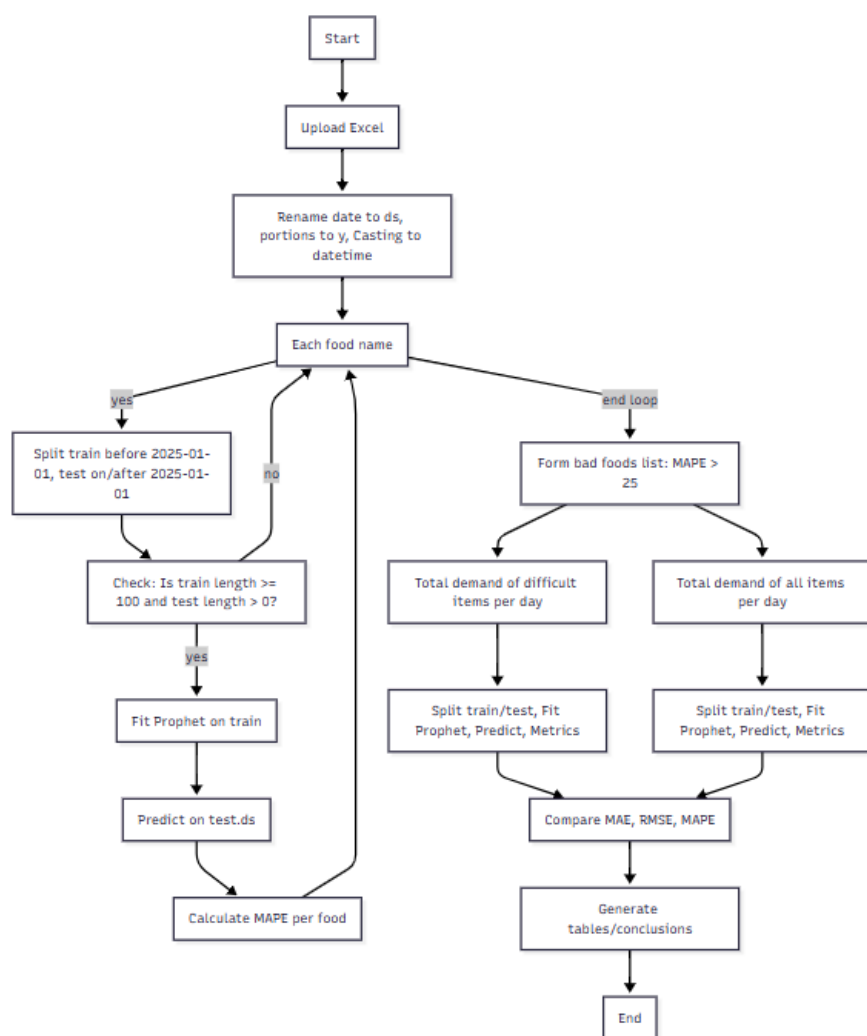 Start
Upload Excel
Rename date to ds,
portions to y, Casting to
datetime
Each food name
yes
end loop
Split train before 2025-01-
01, test on/after 2025-01-
01
no
Form bad foods list: MAPE >
25
Check: Is train length >=
100 and test length > 0?
Total demand of difficult
items per day
Total demand of all items
per day
yes
Fit Prophet on train
Split train/test, Fit
Prophet, Predict, Metrics
Split train/test, Fit
Prophet, Predict, Metrics
Predict on test.ds
Compare MAE, RMSE, MAPE
Calculate MAPE per food
Generate
tables/conclusions
End